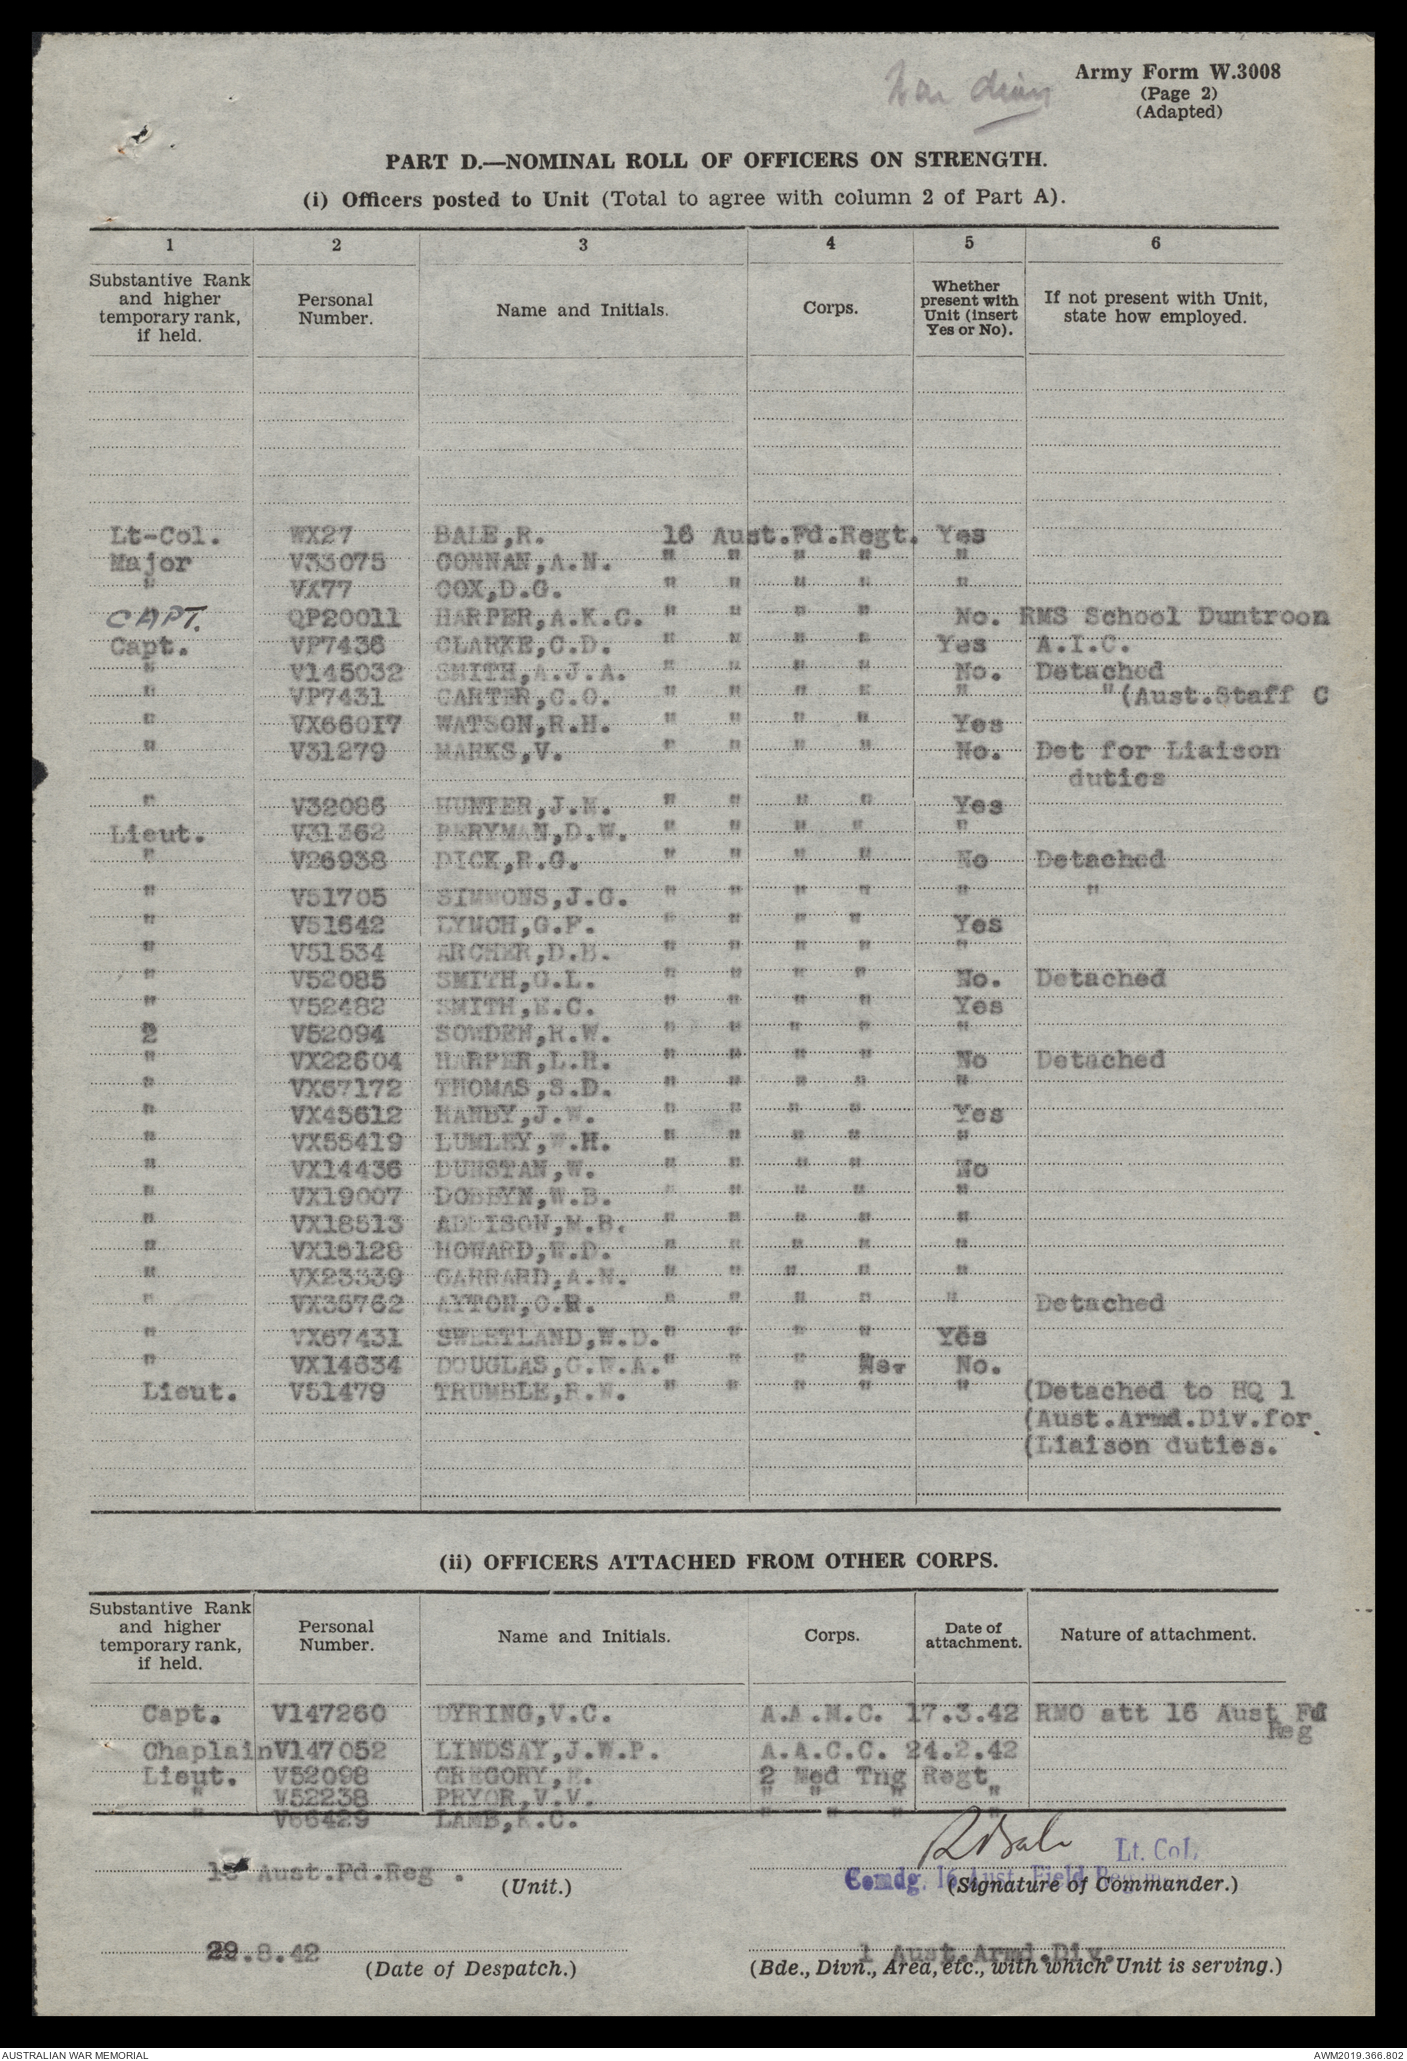 War diary
Army Form W.3008
(Page 2)
(Adapted)
PART D.—NOMINAL ROLL OF OFFICERS ON STRENGTH.
(i) Officers posted to Unit (Total to agree with column 2 of Part A).
1 2 3 4 5 6
Substantive Rank and higher temporary rank, if held. Personal Number. Name and Initials. Corps. Whether present with Unit (insert Yes or No). If not present with Unit, state how employed.
Lt-Col. WX27 BALE,R. 16 Aust.Fd.Regt. Yes
Major V33075 CONNAN,A.N. " " " " "
" VX77 COX,D.G. " " " " "
CAPT. QP20011 HARPER,A.K.C. " " " " No. RMS School Duntroon
Capt. VP7436 CLARKE,C.D. " " " " Yes A.I.C.
" V145032 SMITH,A.J.A. " " " " No. Detached
" VP7431 CARTER,C.O. " " " " " "(Aust.Staff C
" VX66017 WATSON,R.H. " " " " Yes
" V31279 MARKS,V. " " " " No. Det for Liaison
duties
" V32086 HUNTER,J.M. " " " " Yes
Lieut. V31362 BERYMAN,D.W. " " " " "
" V26938 DICK,R.G. " " " " No Detached
" V51705 SIMMONS,J.G. " " " " " "
" V51642 LYNCH,G.F. " " " " Yes
" V51534 ARCHER,D.B. " " " " "
" V52085 SMITH,G.L. " " " " No. Detached
" V52482 SMITH,E.C. " " " " Yes
2 V52094 SOWDEN,R.W. " " " " "
" VX22604 HARPER,L.H. " " " " No Detached
" VX67172 THOMAS,S.D. " " " " "
" VX45612 HANBY,J.W. " " " " Yes
" VX55419 LUMLEY,W.H. " " " " "
" VX14436 DUNSTAN,W. " " " " No
" VX19007 DOBBYN,W.B. " " " " "
" VX18513 ADDISON,M.B. " " " " "
" VX15128 HOWARD,W.D. " " " " "
" VX23339 GARRARD,A.N. " " " " "
" VX35762 AYTON,C.R. " " " " " Detached
" VX67431 SWEETLAND,W.D." " " " Yes
" VX14634 DOUGLAS,G.W.A." " " No.
Lieut. V51479 TRUMBLE,R.W. " " " " " (Detached to HQ 1
(Aust.Armd.Div.for
(Liaison duties.
(ii) OFFICERS ATTACHED FROM OTHER CORPS.
Substantive Rank and higher temporary rank, if held. Personal Number. Name and Initials. Corps. Date of attachment. Nature of attachment.
Capt. V147260 DYRING,V.C. A.A.M.C. 17.3.42 RMO att 16 Aust Fd
Reg
Chaplain V147052 LINDSAY,J.W.P. A.A.C.C. 24.2.42
Lieut. V52098 GREGORY,E. 2 Med Tng Regt
" V52238 PRYOR,V.V. " " " "
" V66429 LAMB,K.C. " " " "
RBale Lt. Col.
16 Aust.Fd.Reg . Comdg. 16 Aust. Field Regiment
(Unit.) (Signature of Commander.)
29.8.42 1 Aust.Armd.Div.
(Date of Despatch.) (Bde., Divn., Area, etc., with which Unit is serving.)
AUSTRALIAN WAR MEMORIAL AWM2019.366.802